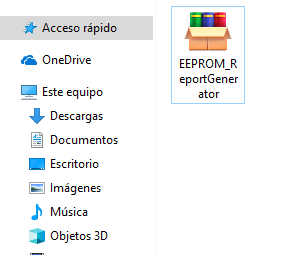 Acceso rápido
OneDrive
Este equipo
Descargas
Documentos
Escritorio
Imágenes
Música
Objetos 3D
EEPROM_R
eportGener
ator